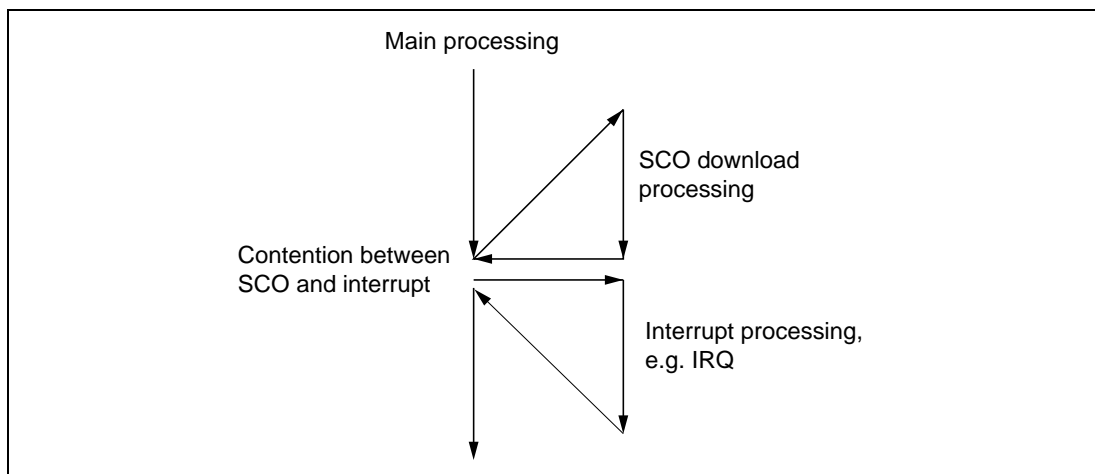 Main processing
SCO download
processing
Contention between
SCO and interrupt
Interrupt processing,
e.g. IRQ